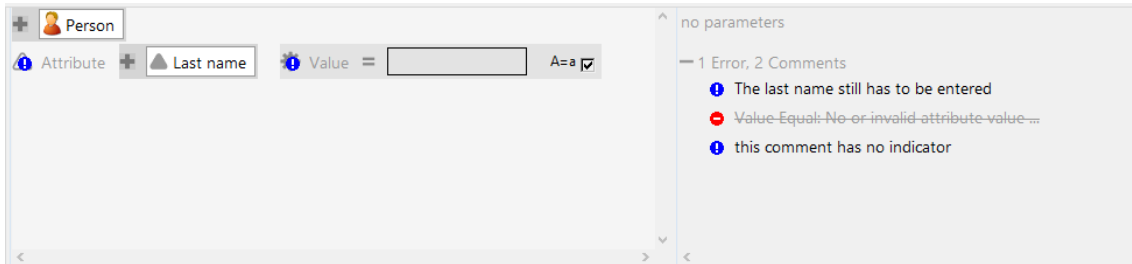 Person
Attribute Last name Value = A=a
no parameters
1 Error, 2 Comments
The last name still has to be entered
Value Equal: No or invalid attribute value ...
this comment has no indicator